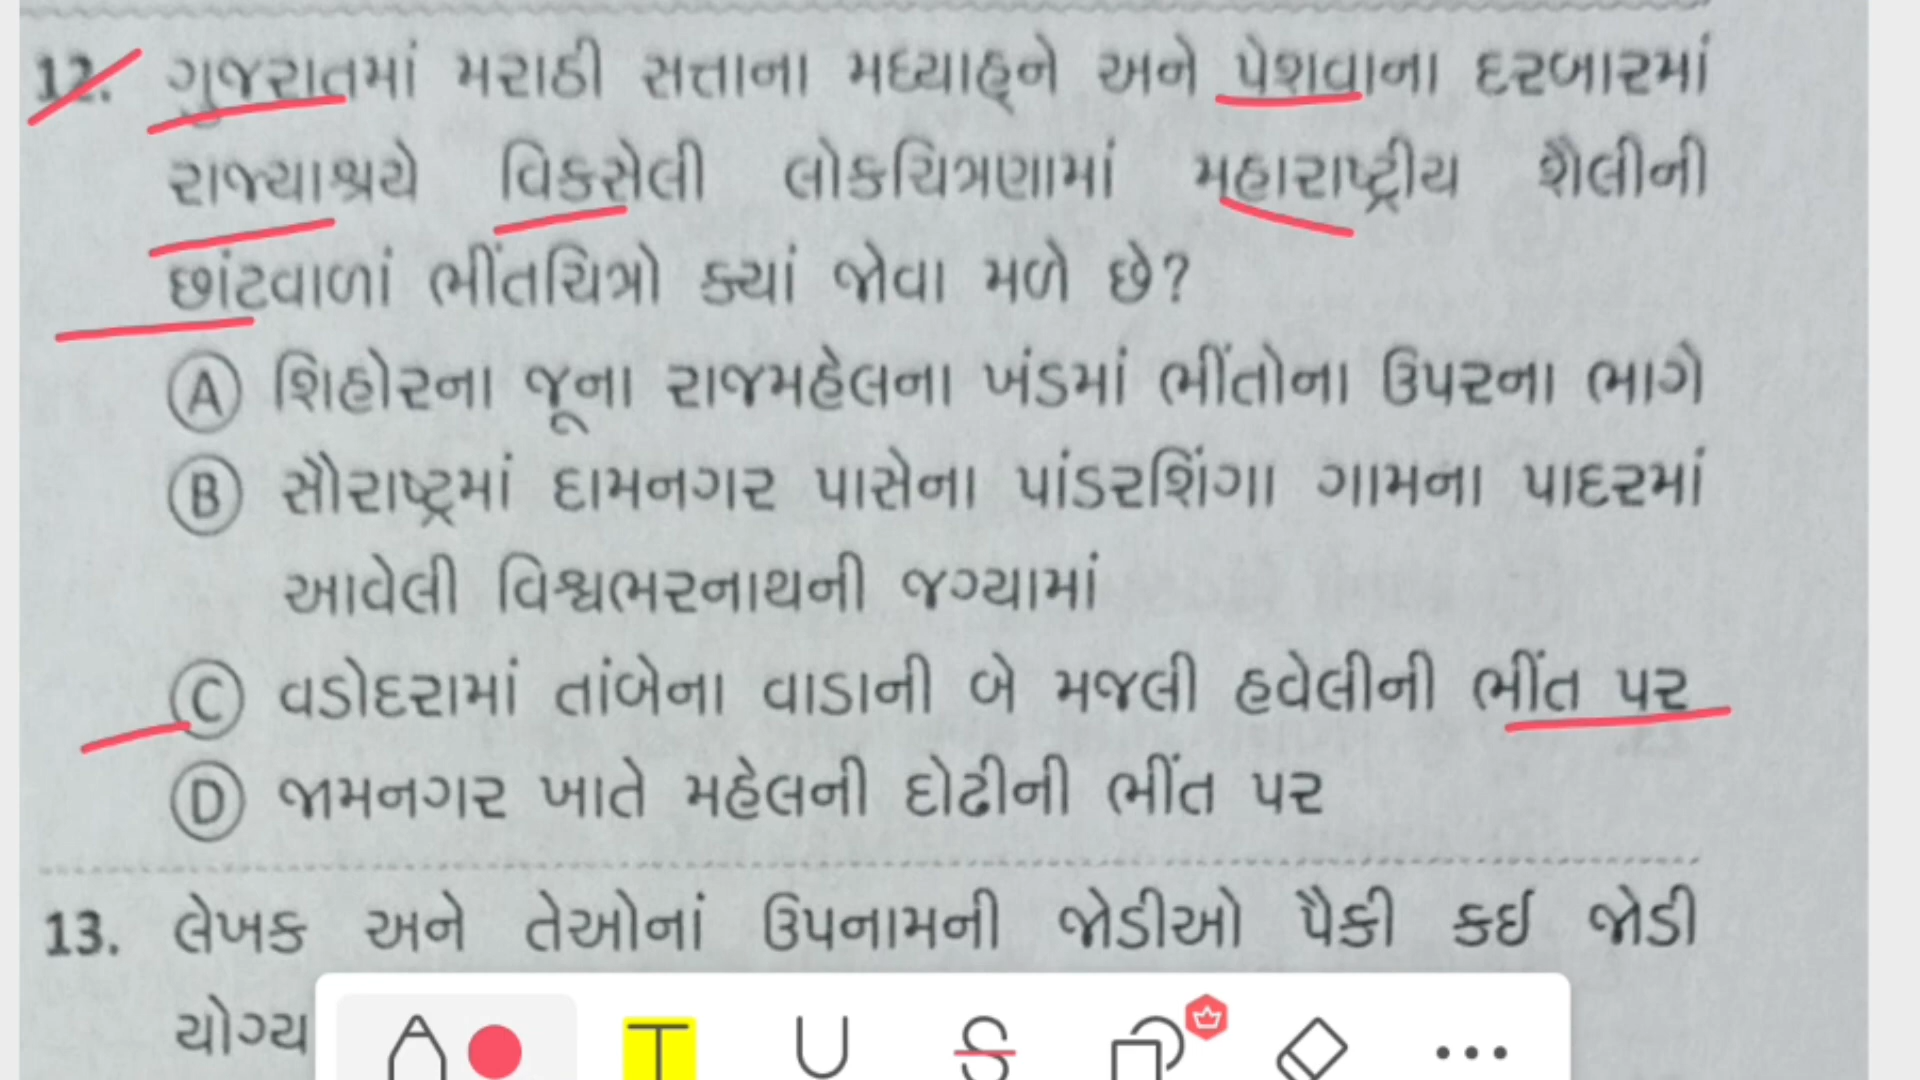 12. ગુજરાતમાં મરાઠી સત્તાના મધ્યાહ્ને અને પેશવાના દરબારમાં
રાજ્યાશ્રયે વિકસેલી લોકચિત્રણામાં મહારાષ્ટ્રીય શૈલીની
છાંટવાળાં ભીંતચિત્રો ક્યાં જોવા મળે છે?
Ⓐ શિહોરના જૂના રાજમહેલના ખંડમાં ભીંતોના ઉપરના ભાગે
Ⓑ સૌરાષ્ટ્રમાં દામનગર પાસેના પાંડરશિંગા ગામના પાદરમાં
આવેલી વિશ્વભરનાથની જગ્યામાં
Ⓒ વડોદરામાં તાંબેના વાડાની બે મજલી હવેલીની ભીંત પર
Ⓓ જામનગર ખાતે મહેલની દોઢીની ભીંત પર
13. લેખક અને તેઓનાં ઉપનામની જોડીઓ પૈકી કઈ જોડી
યોગ્ય